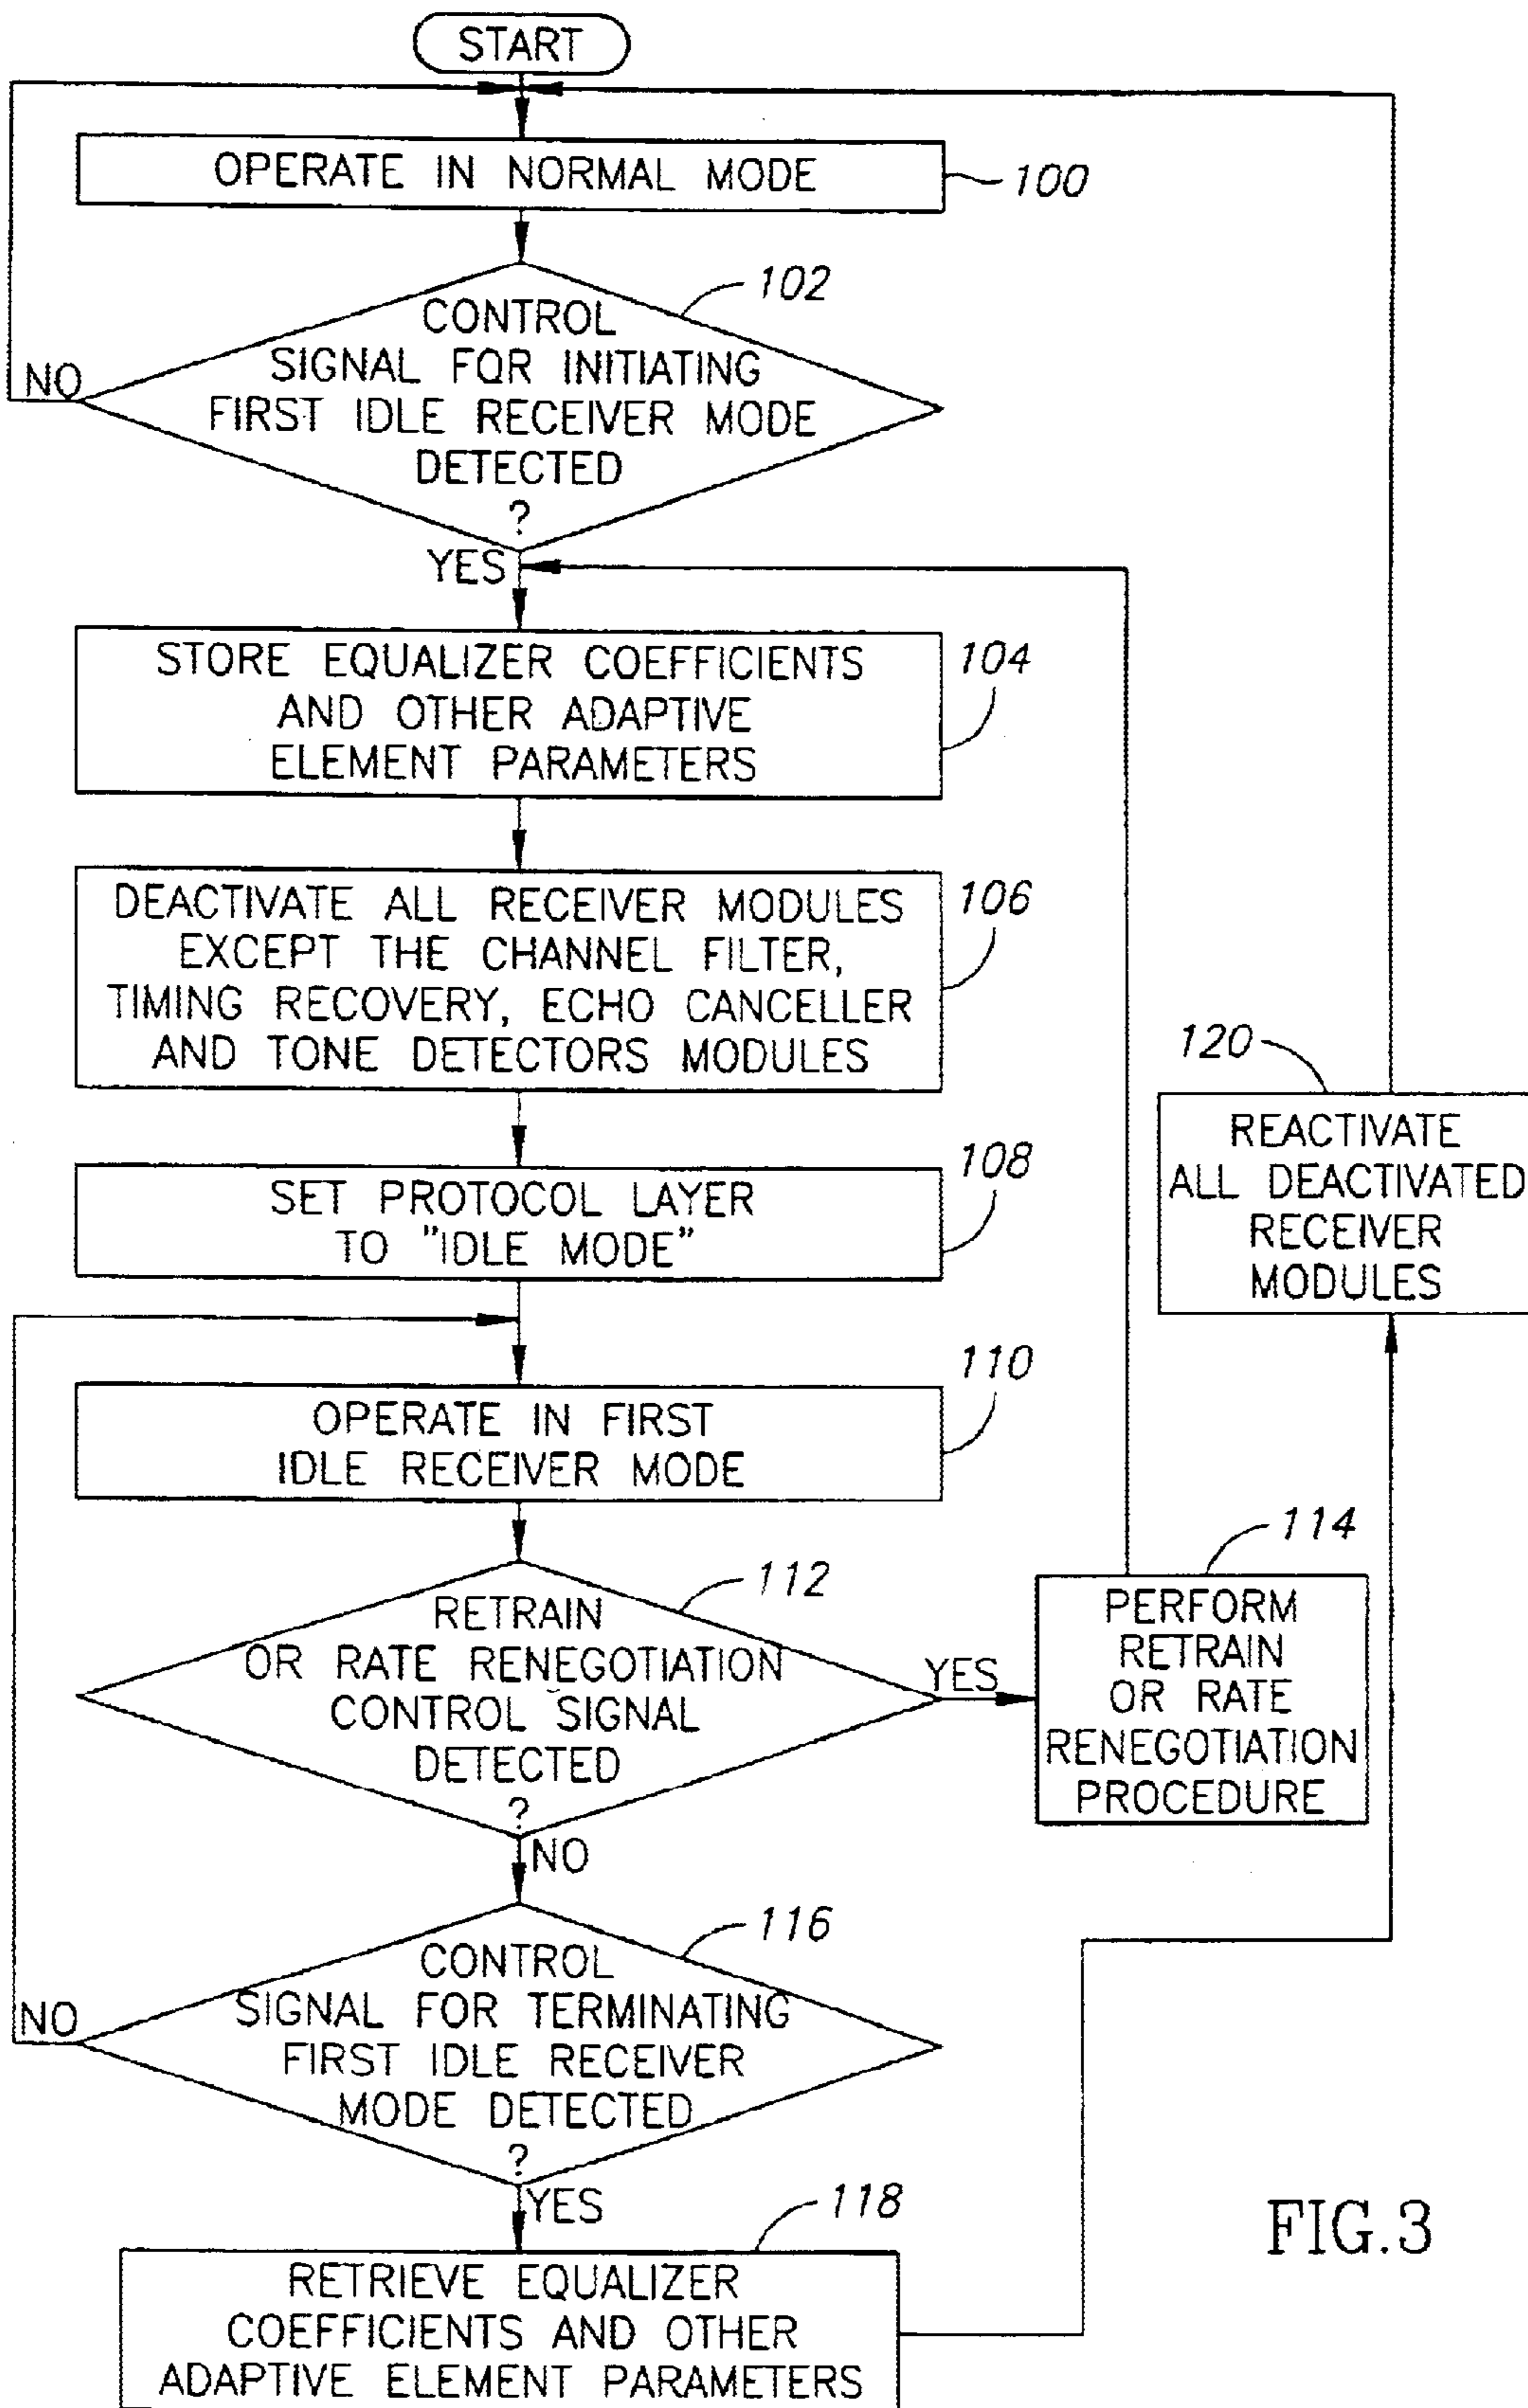 START
OPERATE IN NORMAL MODE
100
102
CONTROL
SIGNAL FOR INITIATING
FIRST IDLE RECEIVER MODE
DETECTED
?
NO
YES
STORE EQUALIZER COEFFICIENTS
AND OTHER ADAPTIVE
ELEMENT PARAMETERS
104
DEACTIVATE ALL RECEIVER MODULES
EXCEPT THE CHANNEL FILTER,
TIMING RECOVERY, ECHO CANCELLER
AND TONE DETECTORS MODULES
106
SET PROTOCOL LAYER
TO "IDLE MODE"
108
120
REACTIVATE
ALL DEACTIVATED
RECEIVER
MODULES
OPERATE IN FIRST
IDLE RECEIVER MODE
110
112
RETRAIN
OR RATE RENEGOTIATION
CONTROL SIGNAL
DETECTED
?
YES
NO
114
PERFORM
RETRAIN
OR RATE
RENEGOTIATION
PROCEDURE
116
CONTROL
SIGNAL FOR TERMINATING
FIRST IDLE RECEIVER
MODE DETECTED
?
NO
YES
118
RETRIEVE EQUALIZER
COEFFICIENTS AND OTHER
ADAPTIVE ELEMENT PARAMETERS
FIG.3